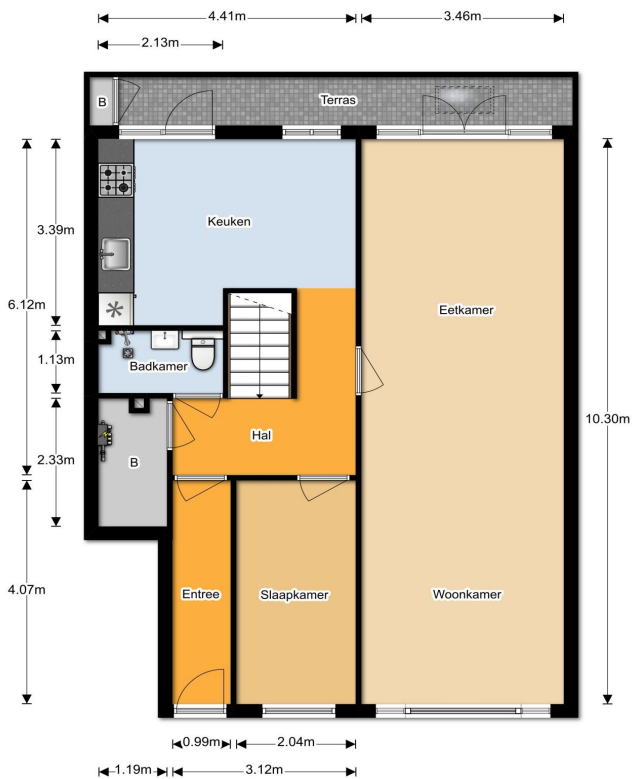 4.41m
3.46m
2.13m
B
Terras
Keuken
3.39m
6.12m
Eetkamer
1.13m
Badkamer
10.30m
Hal
2.33m
B
4.07m
Entree
Slaapkamer
Woonkamer
0.99m
2.04m
1.19m
3.12m